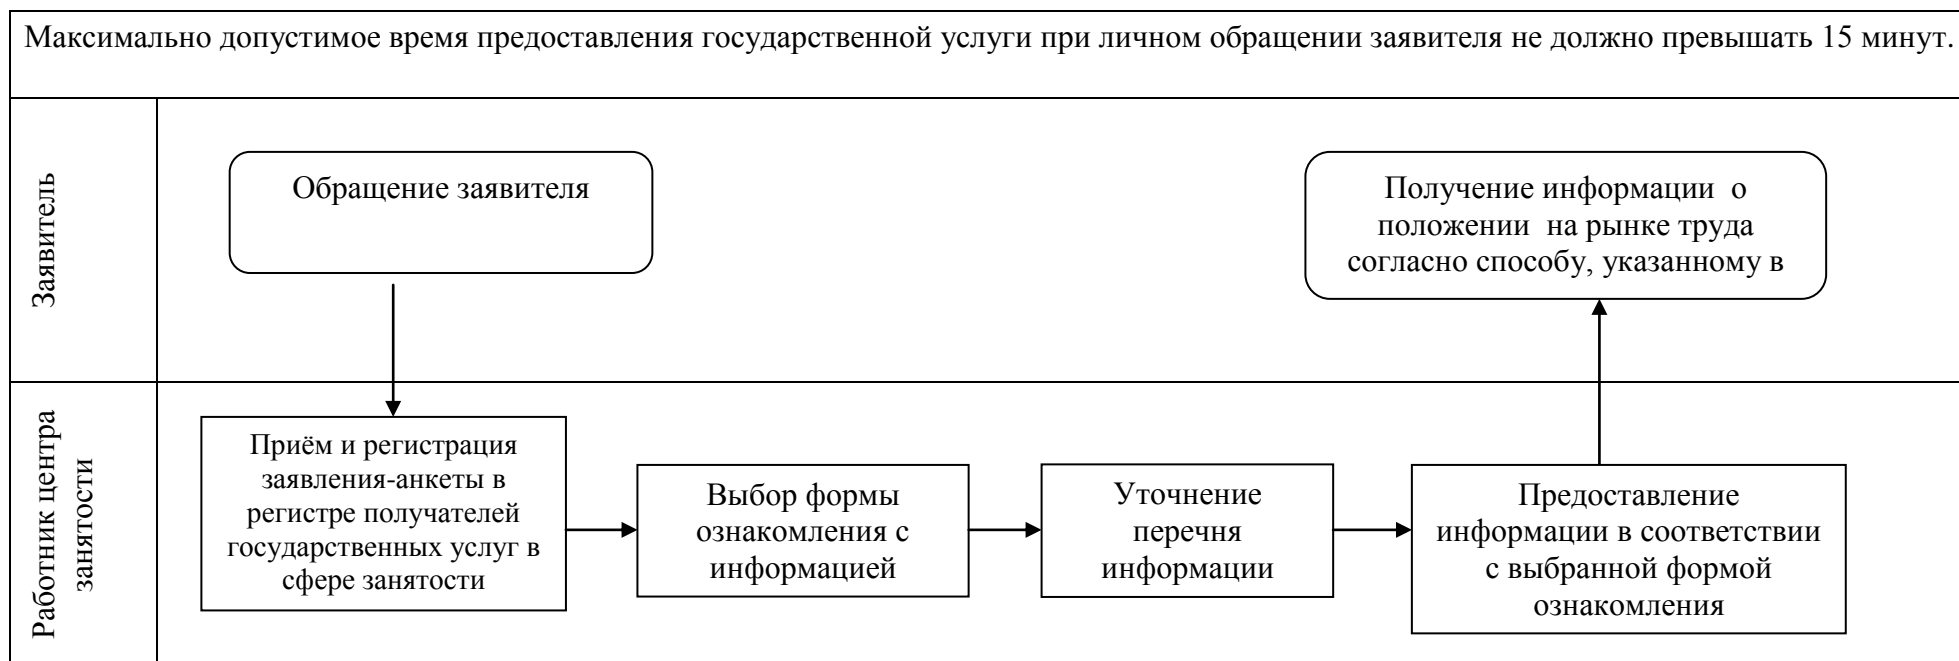 Максимально допустимое время предоставления государственной услуги при личном обращении заявителя не должно превышать 15 минут.
Заявитель
Обращение заявителя
Получение информации о
положении на рынке труда
согласно способу, указанному в
Работник центра
занятости
Приём и регистрация
заявления-анкеты в
регистре получателей
государственных услуг в
сфере занятости
Выбор формы
ознакомления с
информацией
Уточнение
перечня
информации
Предоставление
информации в соответствии
с выбранной формой
ознакомления